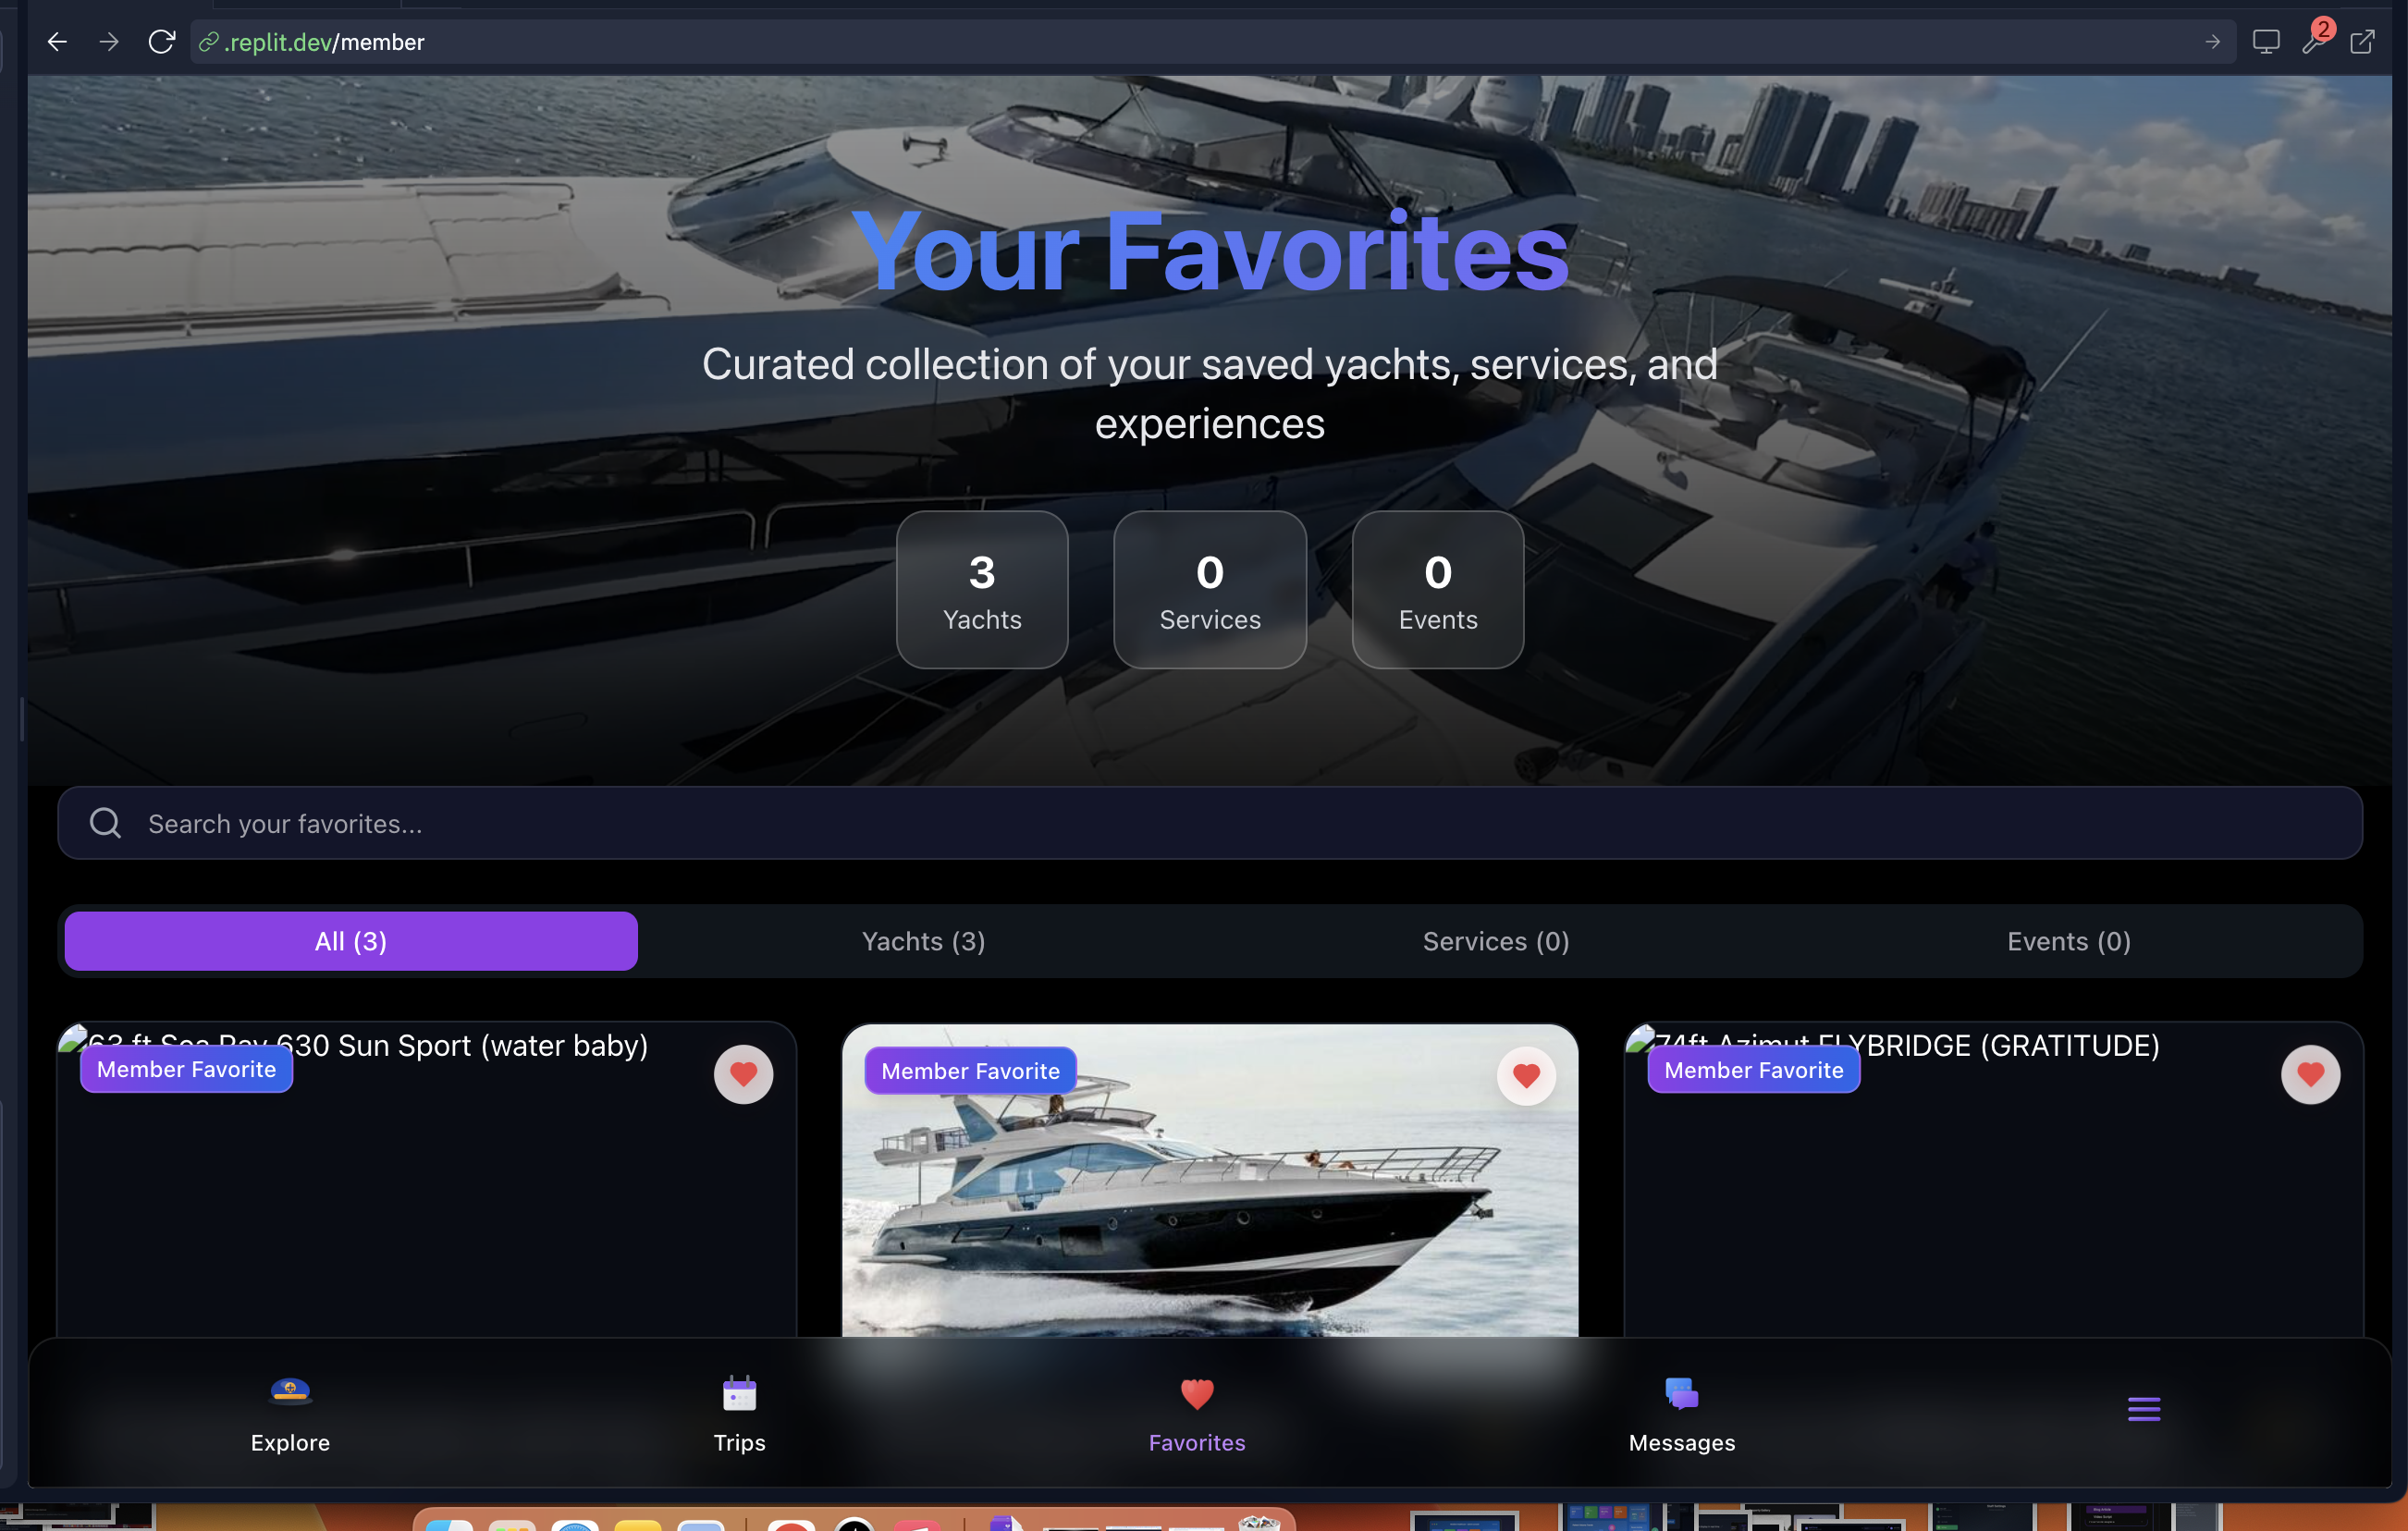 .replit.dev/member
2
Your Favorites
Curated collection of your saved yachts, services, and
experiences
3
Yachts
0
Services
0
Events
Search your favorites...
All (3)
Yachts (3)
Services (0)
Events (0)
63 ft Sea Ray 630 Sun Sport (water baby)
Member Favorite
Member Favorite
74ft Azimut FLYBRIDGE (GRATITUDE)
Member Favorite
Explore
Trips
Favorites
Messages